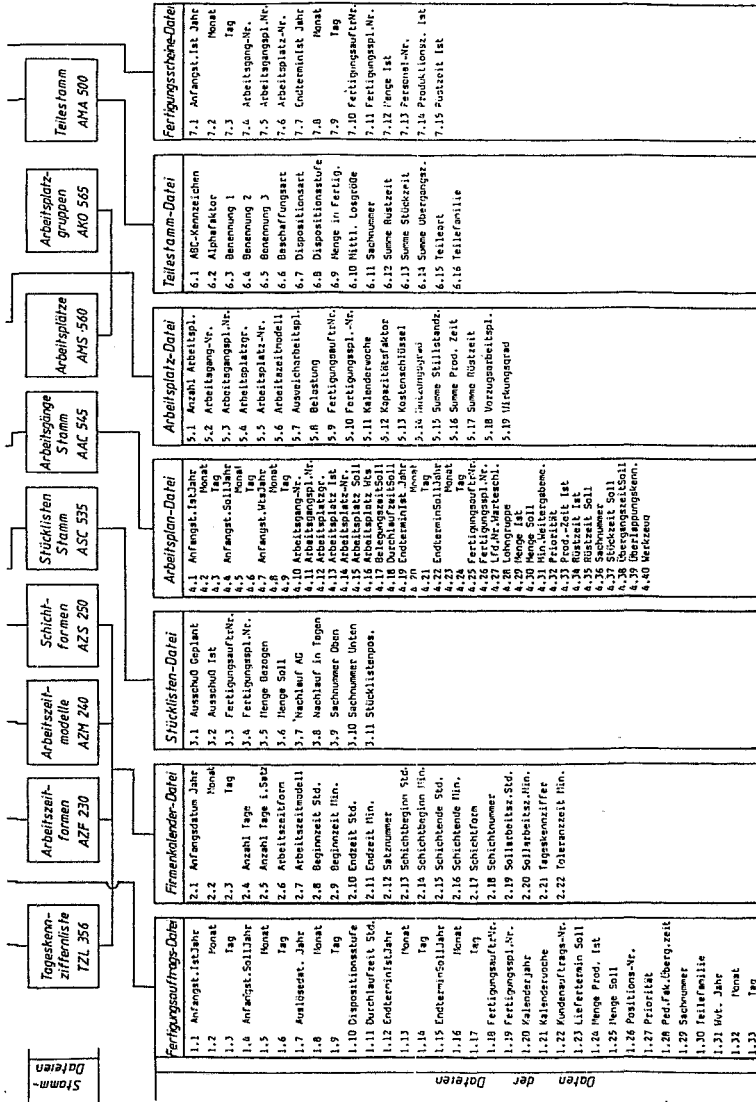 Stamm-
Dateien
Tageskenn-
ziffernliste
TZL 356
Arbeitszeit-
formen
AZF 230
Arbeitszeit-
modelle
AZM 240
Schicht-
formen
AZS 250
Stücklisten
Stamm
ASC 535
Arbeitsgänge
Stamm
AAC 545
Arbeitsplätze
AMS 560
Arbeitsplatz-
gruppen
AKO 565
Teilestamm
AMA 500
Daten der Dateien
Fertigungsauftrags-Datei
1.1 Anfangst.IstJahr
1.2 Monat
1.3 Tag
1.4 Anfangst.SollJahr
1.5 Monat
1.6 Tag
1.7 Auslösedat. Jahr
1.8 Monat
1.9 Tag
1.10 Dispositionsstufe
1.11 Durchlaufzeit Std.
1.12 EndterminIstJahr
1.13 Monat
1.14 Tag
1.15 EndterminSollJahr
1.16 Monat
1.17 Tag
1.18 FertigungsauftrNr.
1.19 Fertigungsspl.Nr.
1.20 Kalenderjahr
1.21 Kalenderwoche
1.22 Kundenauftrags-Nr.
1.23 Liefertermin Soll
1.24 Menge Prod. Ist
1.25 Menge Soll
1.26 Positions-Nr.
1.27 Priorität
1.28 Ped.Fak.Überg.zeit
1.29 Sachnummer
1.30 Teilefamilie
1.31 Wvt. Jahr
1.32 Monat
1.33 Tag
Firmenkalender-Datei
2.1 Anfangsdatum Jahr
2.2 Monat
2.3 Tag
2.4 Anzahl Tage
2.5 Anzahl Tage i.Satz
2.6 Arbeitszeitform
2.7 Arbeitszeitmodell
2.8 Beginnzeit Std.
2.9 Beginnzeit Min.
2.10 Endzeit Std.
2.11 Endzeit Min.
2.12 Satznummer
2.13 Schichtbeginn Std.
2.14 Schichtbeginn Min.
2.15 Schichtende Std.
2.16 Schichtende Min.
2.17 Schichtform
2.18 Schichtnummer
2.19 Sollarbeitsz.Std.
2.20 Sollarbeitsz.Min.
2.21 Tageskennziffer
2.22 Toleranzzeit Min.
Stücklisten-Datei
3.1 Ausschuß Geplant
3.2 Ausschuß Ist
3.3 FertigungsauftrNr.
3.4 Fertigungsspl.Nr.
3.5 Menge Bezogen
3.6 Menge Soll
3.7 Nachlauf AG
3.8 Nachlauf in Tagen
3.9 Sachnummer Oben
3.10 Sachnummer Unten
3.11 Stücklistenpos.
Arbeitsplan-Datei
4.1 Anfangst.IstJahr
4.2 Monat
4.3 Tag
4.4 Anfangst.SollJahr
4.5 Monat
4.6 Tag
4.7 Anfangst.WtsJahr
4.8 Monat
4.9 Tag
4.10 Arbeitsgang-Nr.
4.11 Arbeitsgangspl.Nr.
4.12 Arbeitsplatzgr.
4.13 Arbeitsplatz Ist
4.14 Arbeitsplatz-Nr.
4.15 Arbeitsplatz Soll
4.16 Arbeitsplatz Wts
4.17 BelegungszeitSoll
4.18 DurchlaufzeitSoll
4.19 EndterminIst Jahr
4.20 Monat
4.21 Tag
4.22 EndterminSollJahr
4.23 Monat
4.24 Tag
4.25 FertigungsauftrNr.
4.26 Fertigungsspl.Nr.
4.27 Lfd.Nr.Warteschl.
4.28 Lohngruppe
4.29 Menge Ist
4.30 Menge Soll
4.31 Min.Weitergabeme.
4.32 Priorität
4.33 Prod.-Zeit Ist
4.34 Rüstzeit Ist
4.35 Rüstzeit Soll
4.36 Sachnummer
4.37 Stückzeit Soll
4.38 ÜbergangszeitSoll
4.39 Überlappungskenn.
4.40 Werkzeug
Arbeitsplatz-Datei
5.1 Anzahl Arbeitspl.
5.2 Arbeitsgang-Nr.
5.3 Arbeitsgangspl.Nr.
5.4 Arbeitsplatzgr.
5.5 Arbeitsplatz-Nr.
5.6 Arbeitszeitmodell
5.7 Ausweicharbeitspl.
5.8 Belastung
5.9 FertigungsauftrNr.
5.10 Fertigungsspl.-Nr.
5.11 Kalenderwoche
5.12 Kapazitätsfaktor
5.13 Kostenschlüssel
5.14 Nutzungsgrad
5.15 Summe Stillstandz.
5.16 Summe Prod. Zeit
5.17 Summe Rüstzeit
5.18 Vorzugsarbeitspl.
5.19 Wirkungsgrad
Teilestamm-Datei
6.1 ABC-Kennzeichen
6.2 Alphafaktor
6.3 Benennung 1
6.4 Benennung 2
6.5 Benennung 3
6.6 Beschaffungsart
6.7 Dispositionsart
6.8 Dispositionsstufe
6.9 Menge in Fertig.
6.10 Mittl. Losgröße
6.11 Sachnummer
6.12 Summe Rüstzeit
6.13 Summe Stückzeit
6.14 Summe Übergangsz.
6.15 Teileart
6.16 Teilefamilie
Fertigungsscheine-Datei
7.1 Anfangst.Ist Jahr
7.2 Monat
7.3 Tag
7.4 Arbeitsgang-Nr.
7.5 Arbeitsgangspl.Nr.
7.6 Arbeitsplatz-Nr.
7.7 EndterminIst Jahr
7.8 Monat
7.9 Tag
7.10 FertigungsauftrNr.
7.11 Fertigungsspl.Nr.
7.12 Menge Ist
7.13 Personal-Nr.
7.14 Produktionsz. Ist
7.15 Rüstzeit Ist